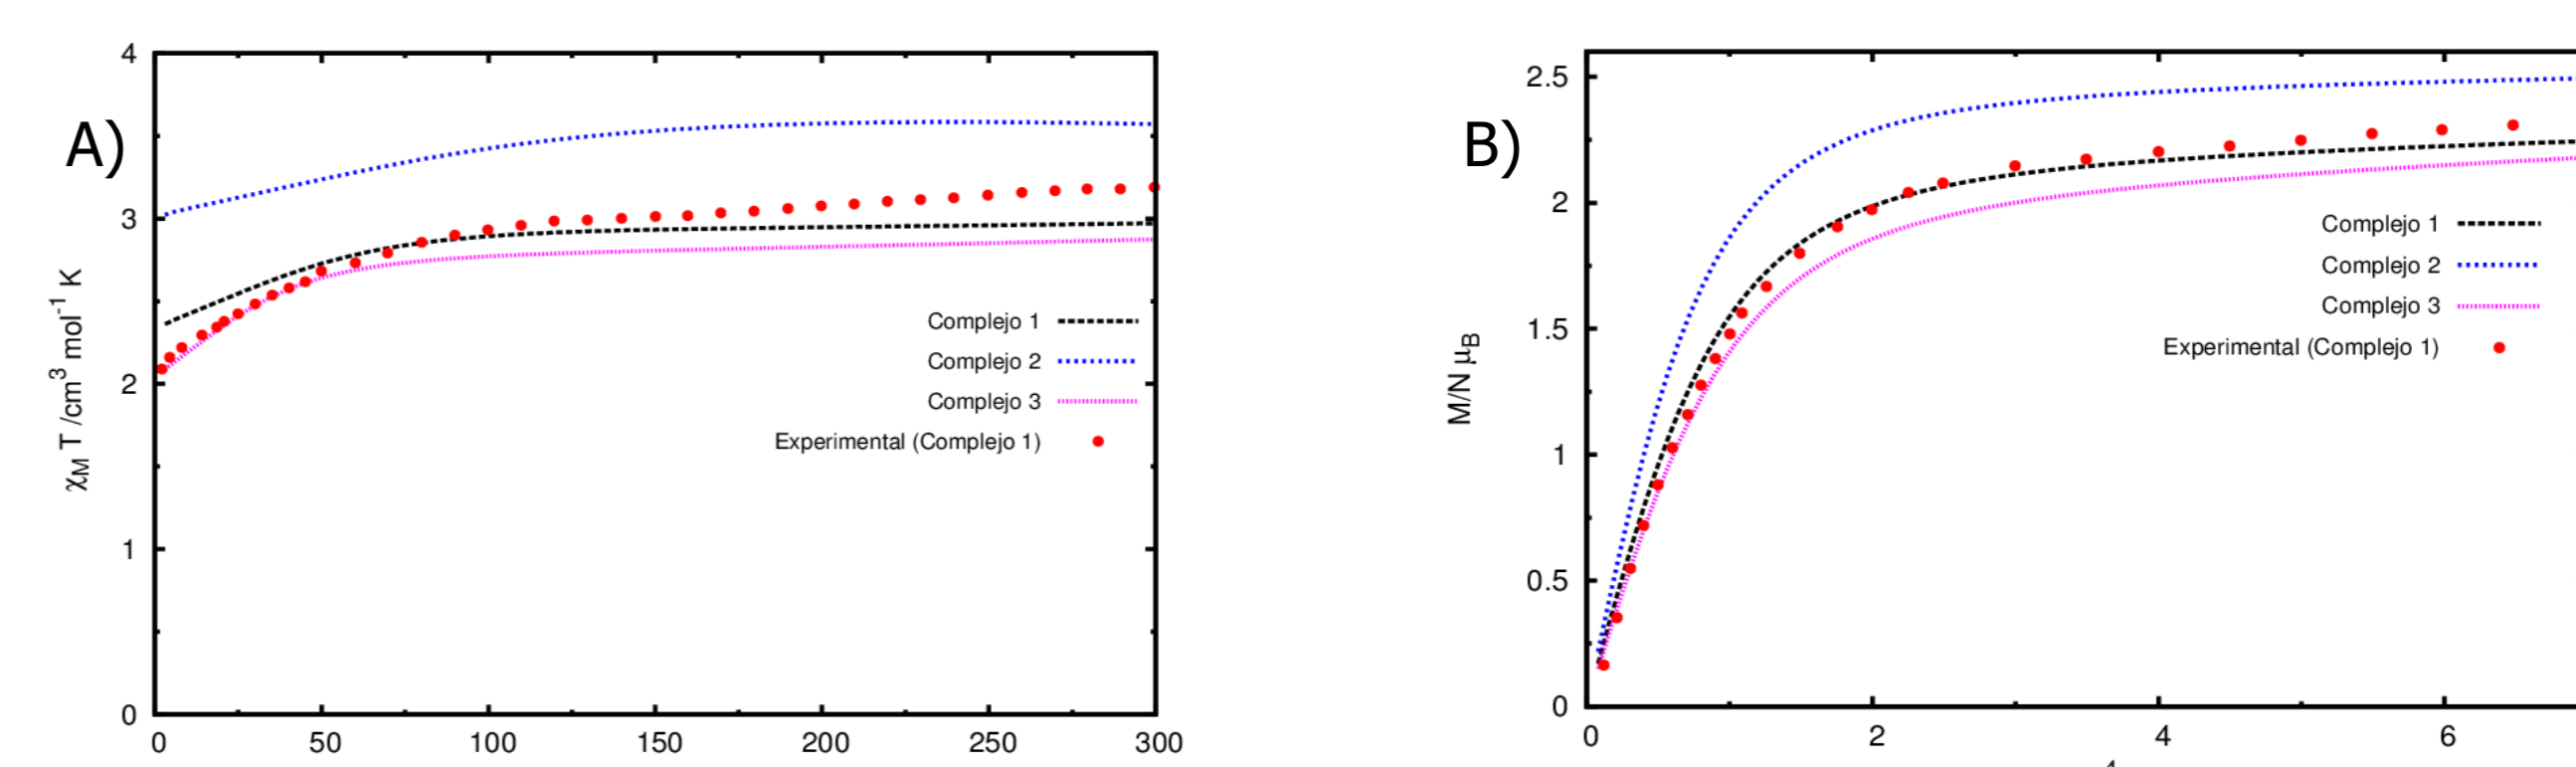 A)
4
3
2
1
0
χM T /cm3 mol-1 K
Complejo 1
Complejo 2
Complejo 3
Experimental (Complejo 1)
0 50 100 150 200 250 300
B)
2.5
2
1.5
1
0.5
0
M/N μB
Complejo 1
Complejo 2
Complejo 3
Experimental (Complejo 1)
0 2 4 6